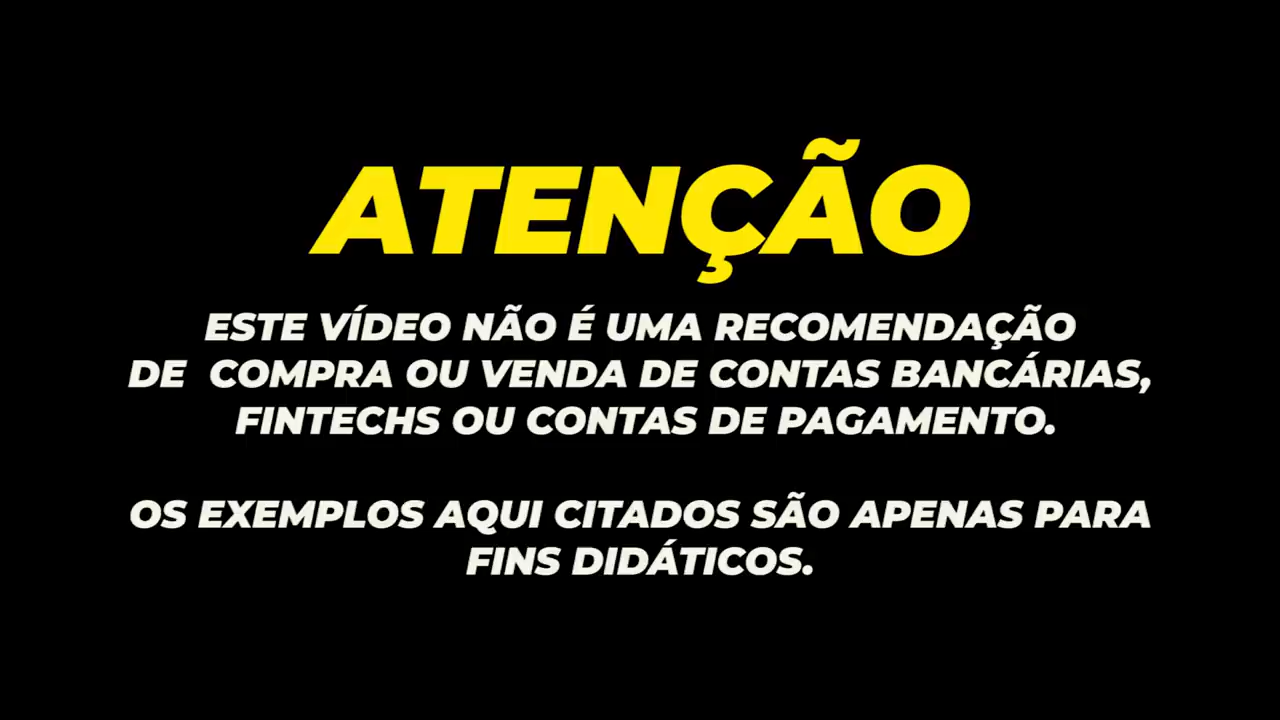 ATENÇÃO
ESTE VÍDEO NÃO É UMA RECOMENDAÇÃO
DE COMPRA OU VENDA DE CONTAS BANCÁRIAS,
FINTECHS OU CONTAS DE PAGAMENTO.
OS EXEMPLOS AQUI CITADOS SÃO APENAS PARA
FINS DIDÁTICOS.